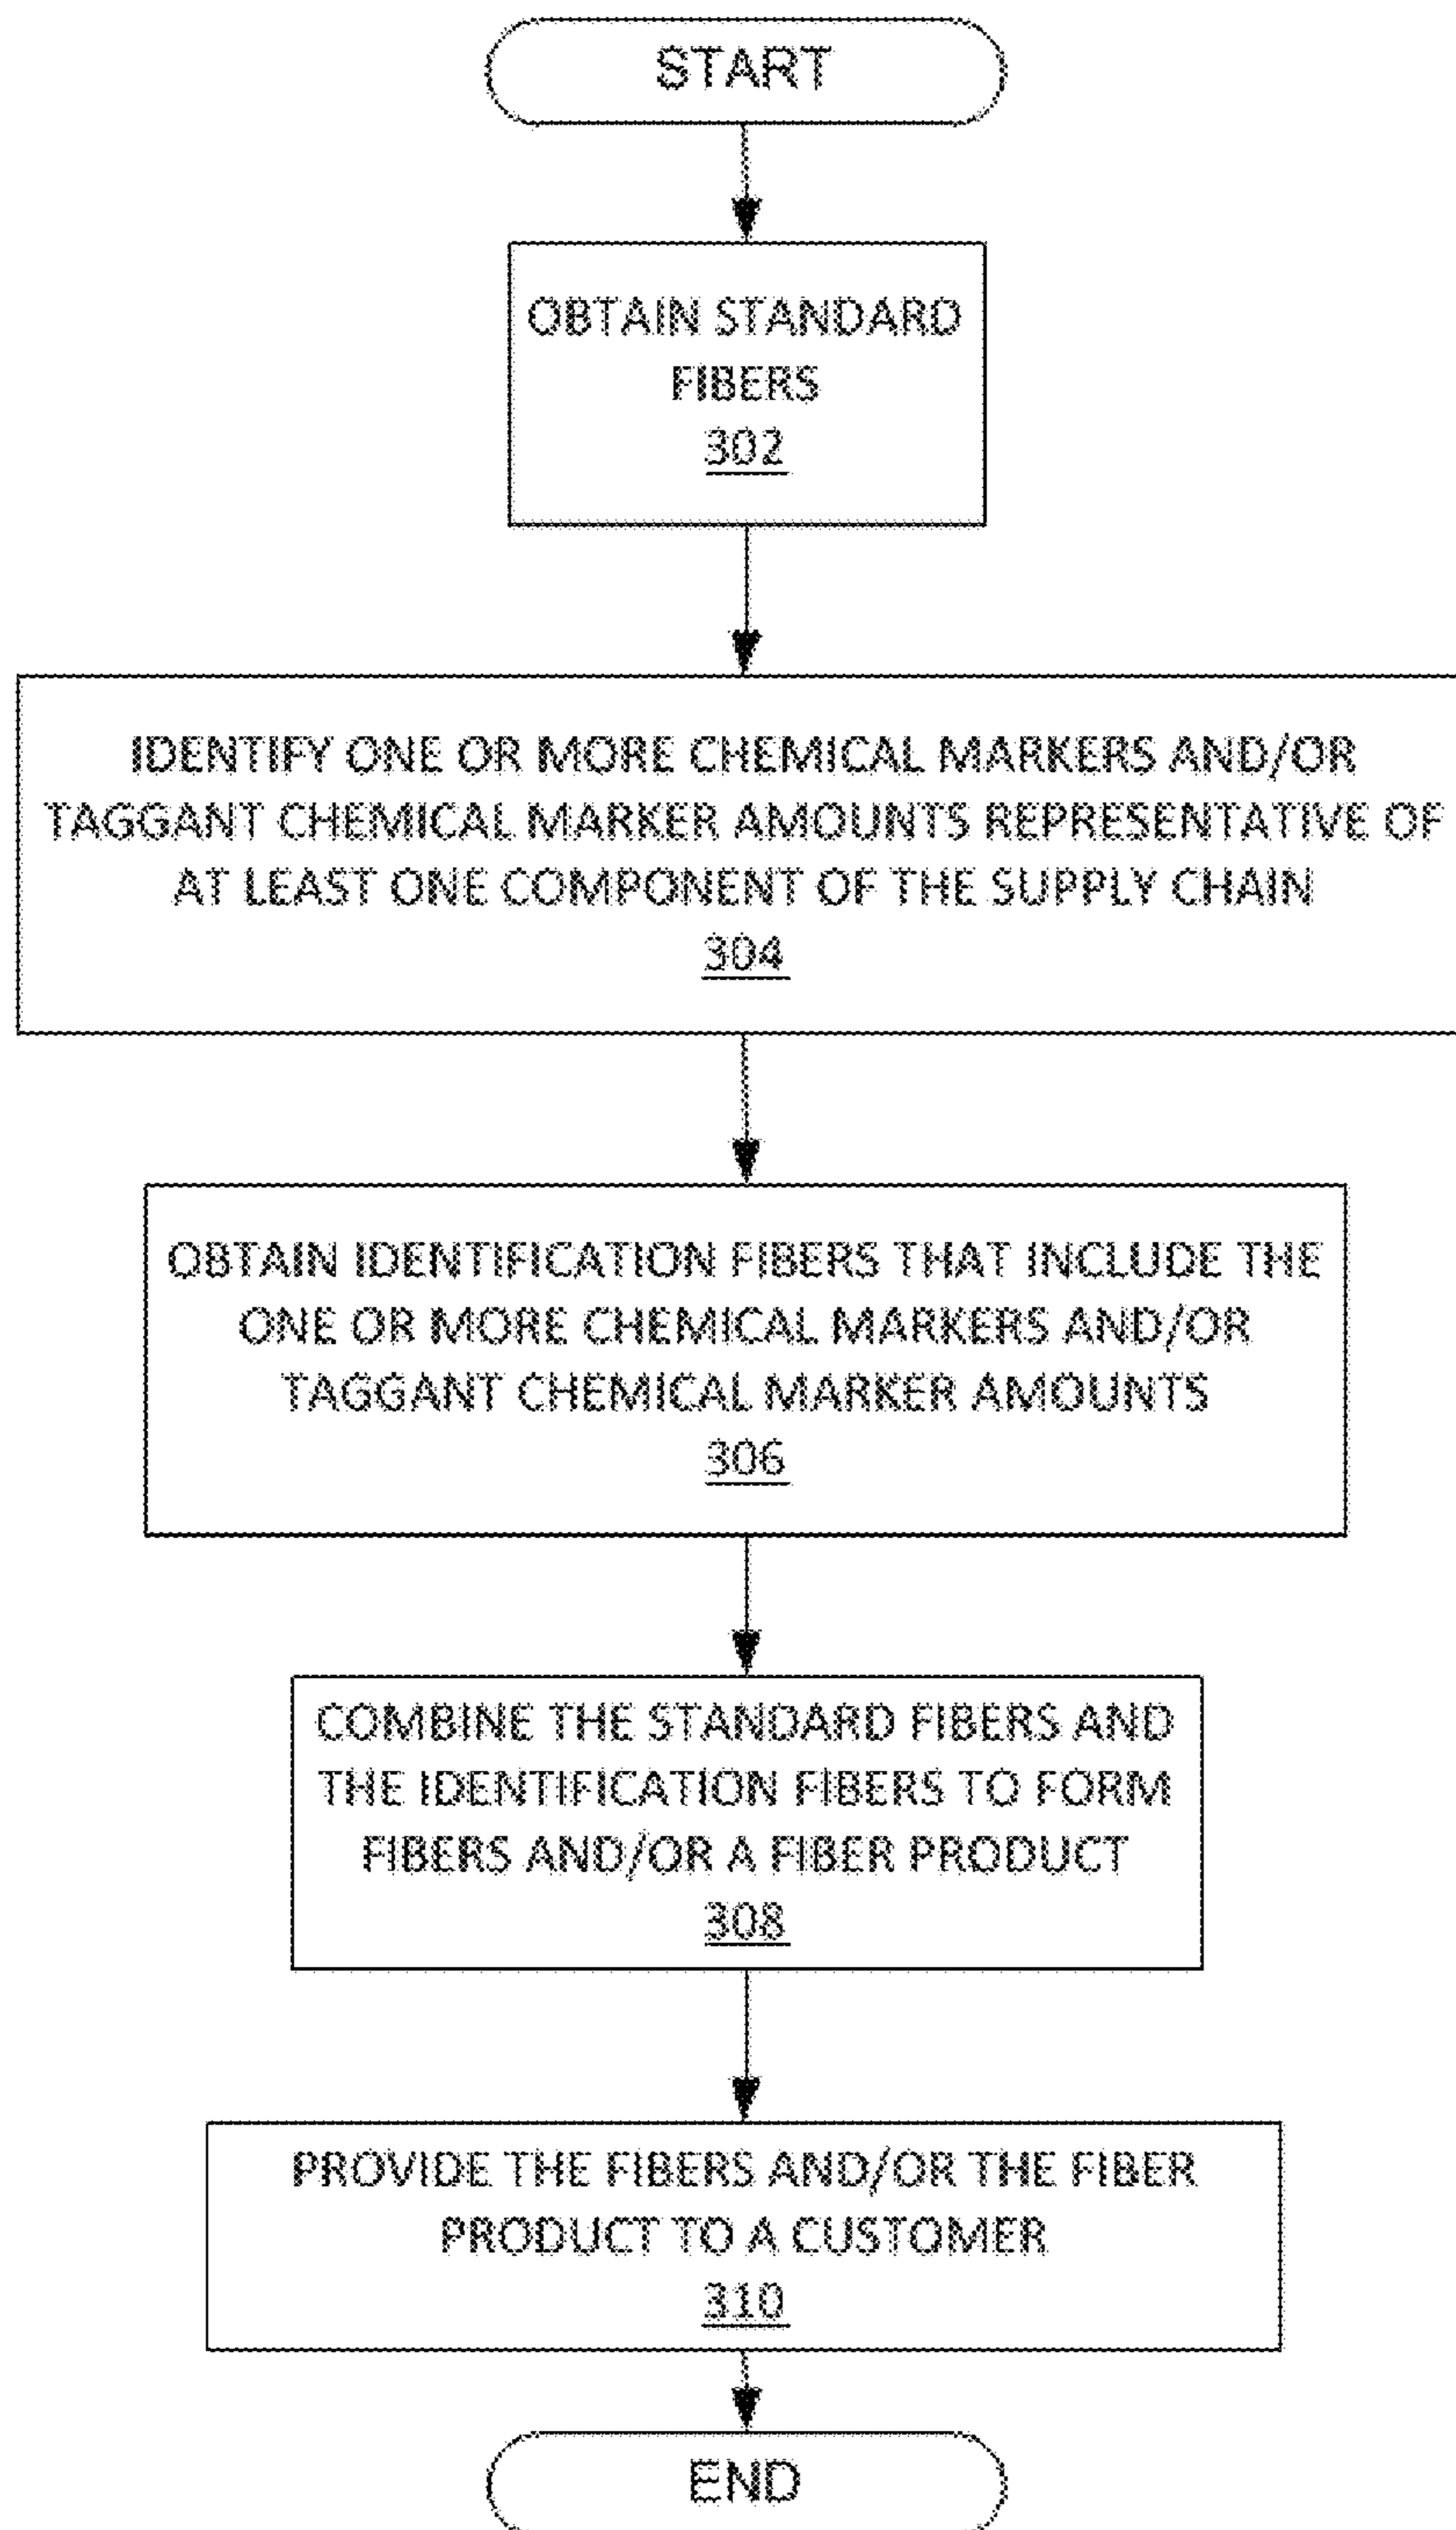 START
OBTAIN STANDARD
FIBERS
302
IDENTIFY ONE OR MORE CHEMICAL MARKERS AND/OR
TAGGANT CHEMICAL MARKER AMOUNTS REPRESENTATIVE OF
AT LEAST ONE COMPONENT OF THE SUPPLY CHAIN
304
OBTAIN IDENTIFICATION FIBERS THAT INCLUDE THE
ONE OR MORE CHEMICAL MARKERS AND/OR
TAGGANT CHEMICAL MARKER AMOUNTS
306
COMBINE THE STANDARD FIBERS AND
THE IDENTIFICATION FIBERS TO FORM
FIBERS AND/OR A FIBER PRODUCT
308
PROVIDE THE FIBERS AND/OR THE FIBER
PRODUCT TO A CUSTOMER
310
END